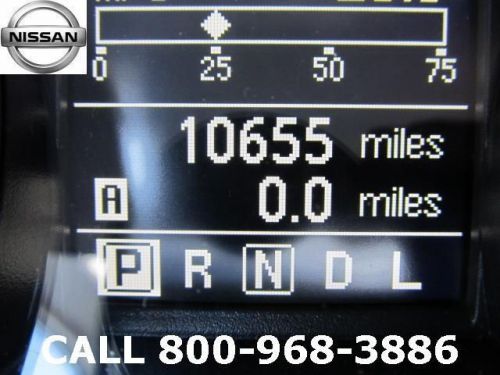 NISSAN
0 25 50 75
10655 miles
A 0.0 miles
P R N D L
CALL 800-968-3886